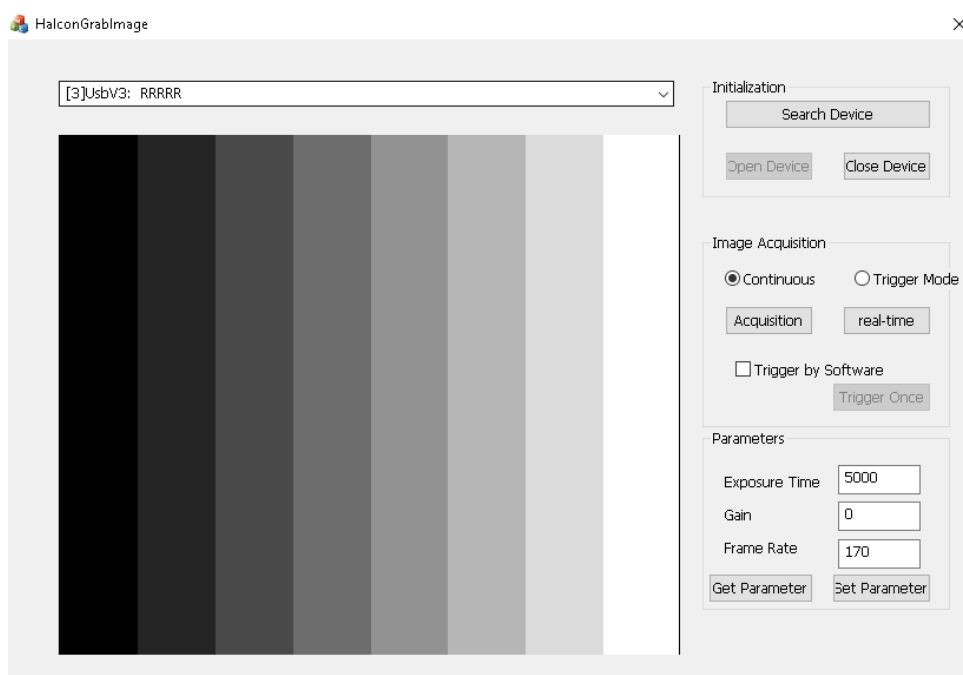 HalconGrabImage
[3]UsbV3: RRRRR
Initialization
Search Device
Open Device
Close Device
Image Acquisition
Continuous
Trigger Mode
Acquisition
real-time
Trigger by Software
Trigger Once
Parameters
Exposure Time
5000
Gain
0
Frame Rate
170
Get Parameter
Set Parameter